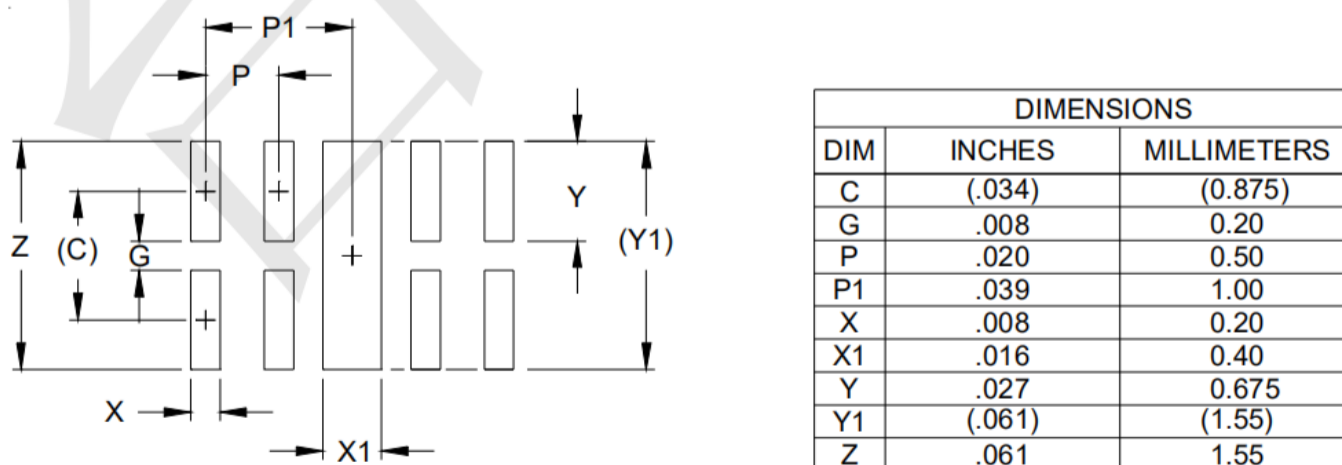 P1
P
Z
(C)
G
Y
(Y1)
X
X1
DIMENSIONS
DIM INCHES MILLIMETERS
C (.034) (0.875)
G .008 0.20
P .020 0.50
P1 .039 1.00
X .008 0.20
X1 .016 0.40
Y .027 0.675
Y1 (.061) (1.55)
Z .061 1.55